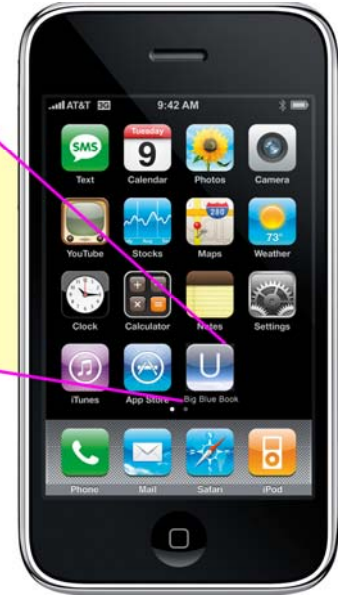 AT&T 3G 9:42 AM
SMS Tuesday 9
Text Calendar Photos Camera
280 73°
YouTube Stocks Maps Weather
Clock Calculator Notes Settings
U
iTunes App Store Big Blue Book
Phone Mail Safari iPod